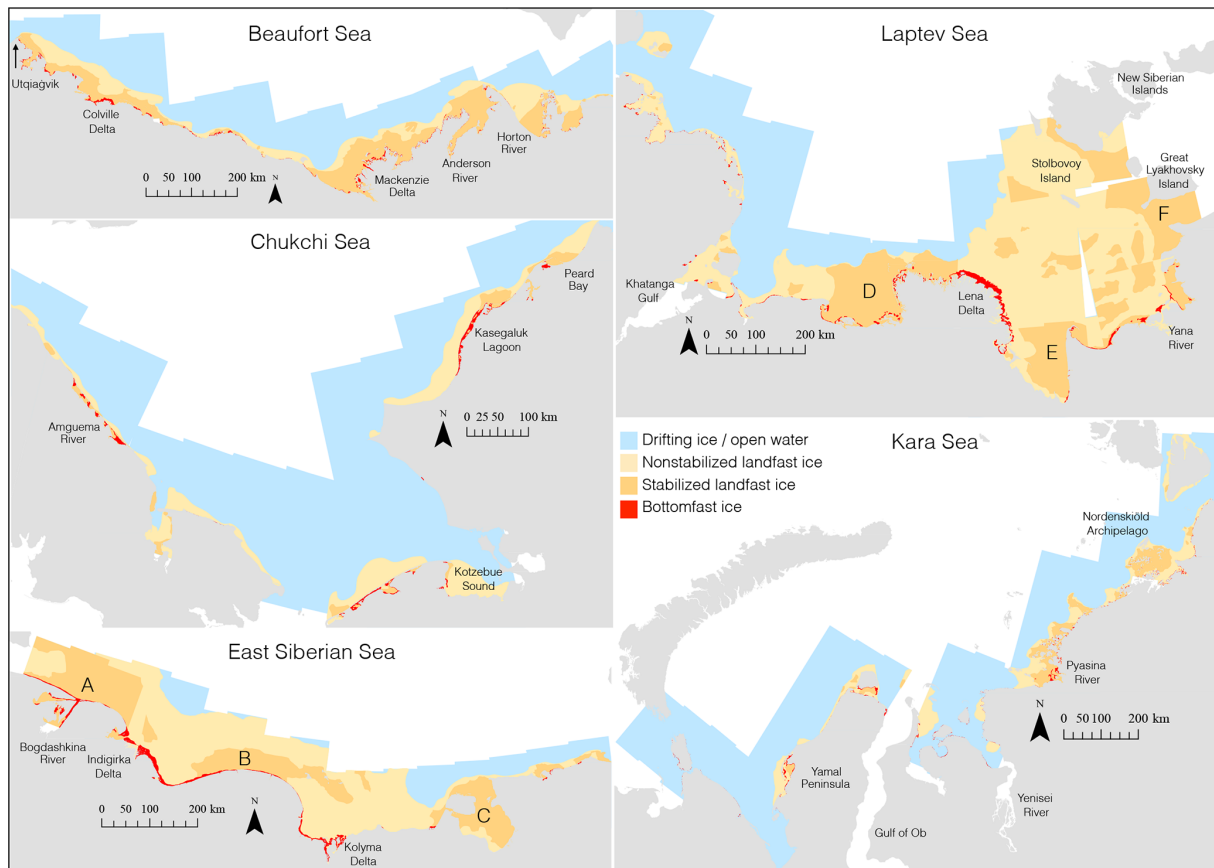 Beaufort Sea
Utqiaġvik
Colville
Delta
Mackenzie
Delta
Anderson
River
Horton
River
0 50 100 200 km
N
Chukchi Sea
Peard
Bay
Kasegaluk
Lagoon
N
0 25 50 100 km
Amguema
River
Kotzebue
Sound
East Siberian Sea
A
B
C
Bogdashkina
River
Indigirka
Delta
Kolyma
Delta
0 50 100 200 km
N
Laptev Sea
New Siberian
Islands
Stolbovoy
Island
Great
Lyakhovsky
Island
F
Khatanga
Gulf
D
Lena
Delta
E
Yana
River
N
0 50 100 200 km
Drifting ice / open water
Nonstabilized landfast ice
Stabilized landfast ice
Bottomfast ice
Kara Sea
Nordenskiöld
Archipelago
Pyasina
River
N
0 50 100 200 km
Yamal
Peninsula
Yenisei
River
Gulf of Ob